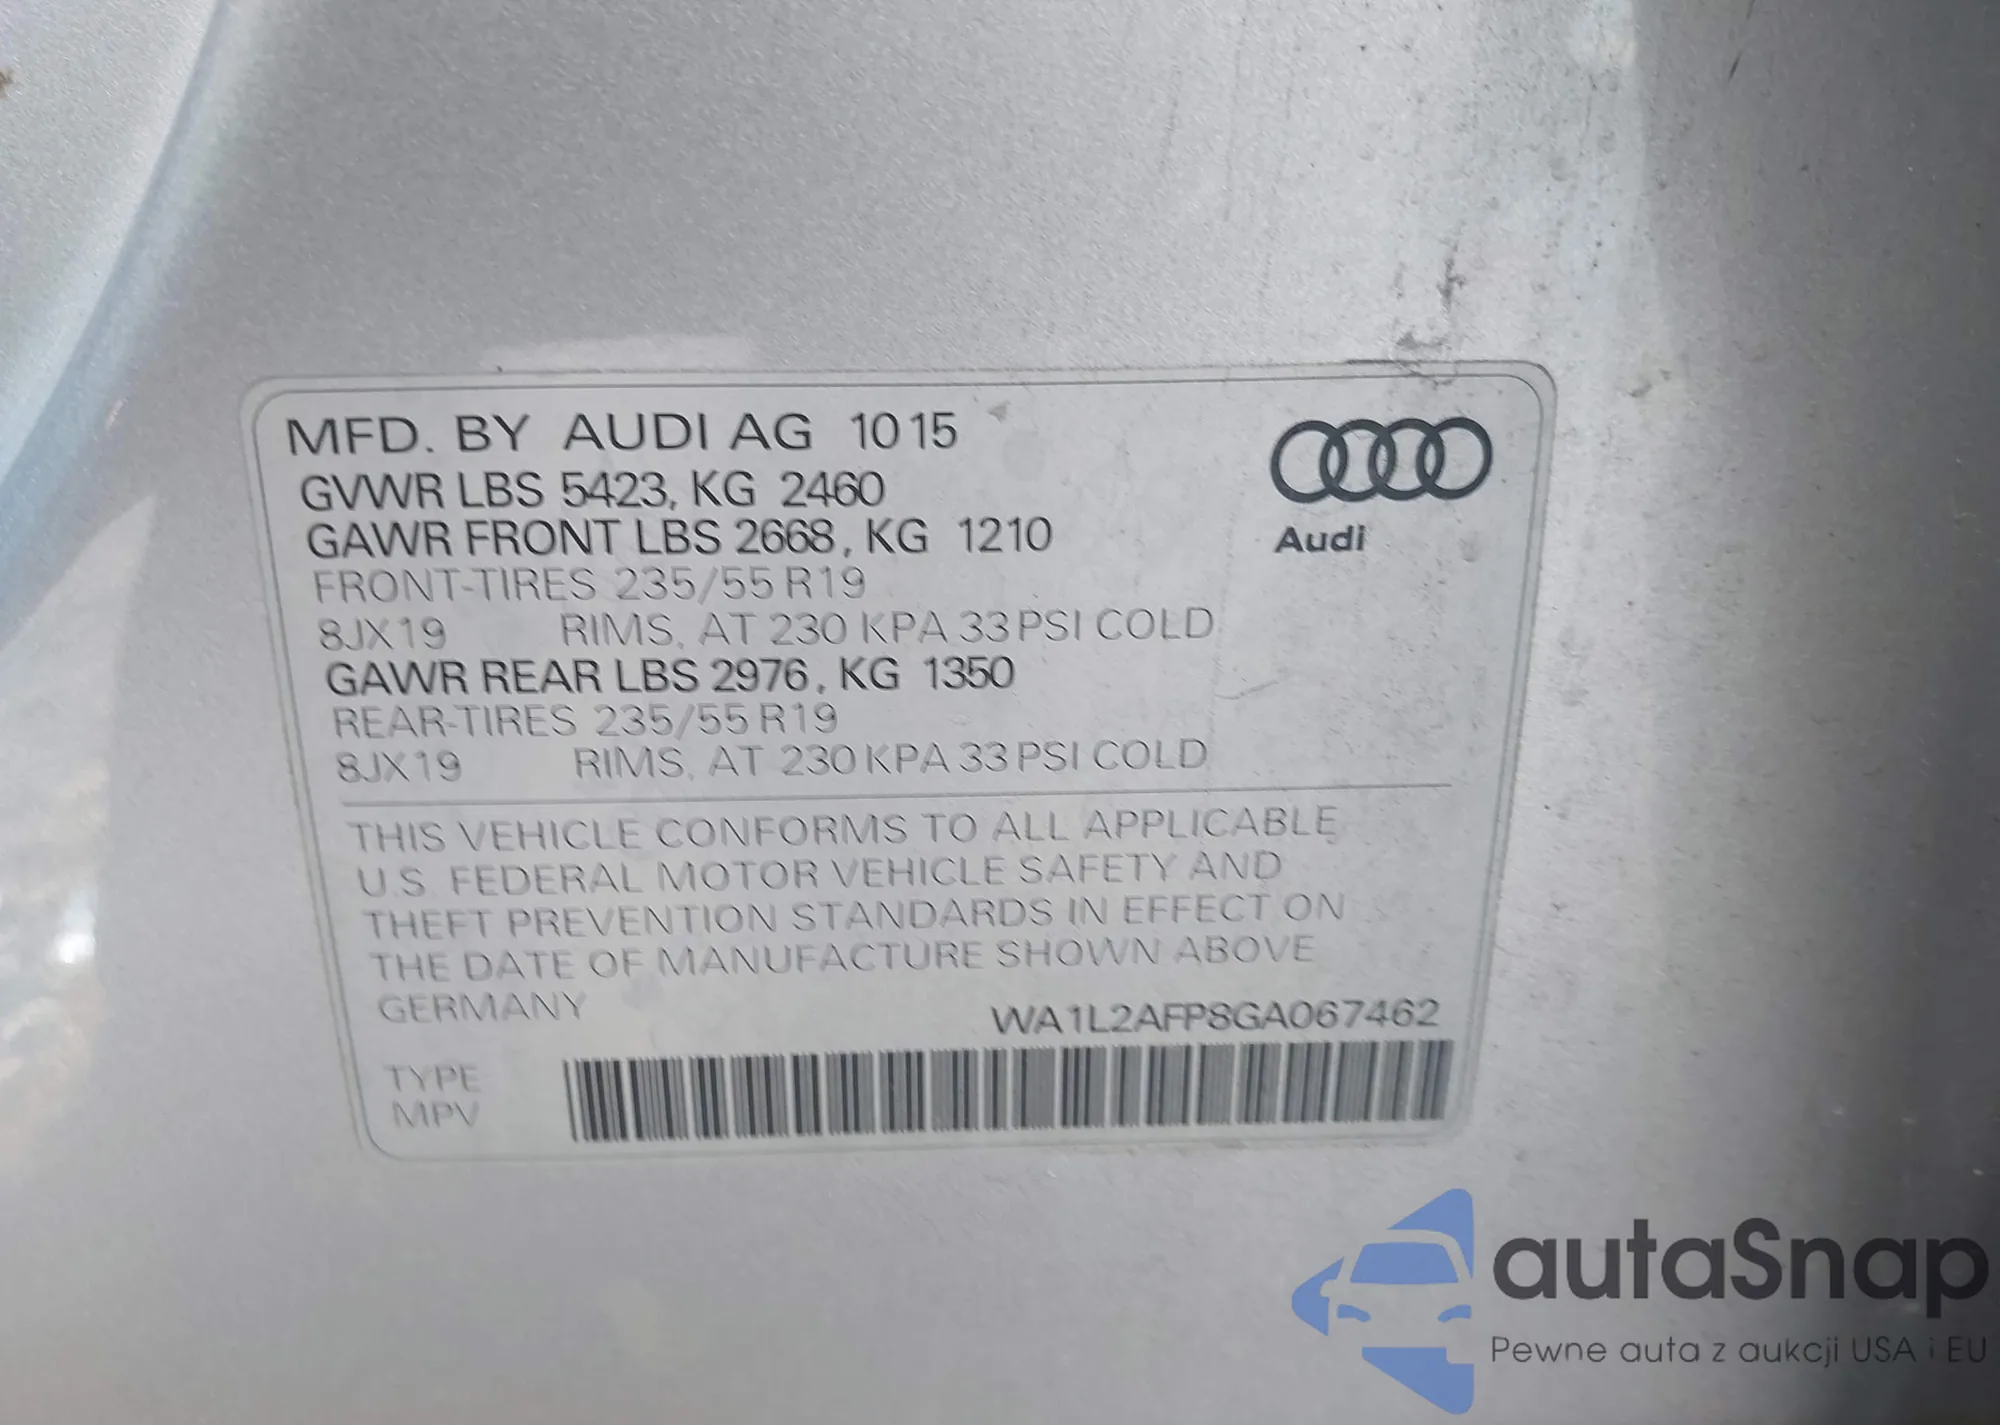 MFD. BY AUDI AG 10 15
GVWR LBS 5423, KG 2460
GAWR FRONT LBS 2668, KG 1210
FRONT-TIRES 235/55 R19
8JX19 RIMS, AT 230 KPA 33 PSI COLD
GAWR REAR LBS 2976, KG 1350
REAR-TIRES 235/55 R19
8JX19 RIMS, AT 230 KPA 33 PSI COLD
Audi
THIS VEHICLE CONFORMS TO ALL APPLICABLE
U.S. FEDERAL MOTOR VEHICLE SAFETY AND
THEFT PREVENTION STANDARDS IN EFFECT ON
THE DATE OF MANUFACTURE SHOWN ABOVE
GERMANY WA1L2AFP8GA067462
TYPE
MPV
autaSnap
Pewne auta z aukcji USA i EU